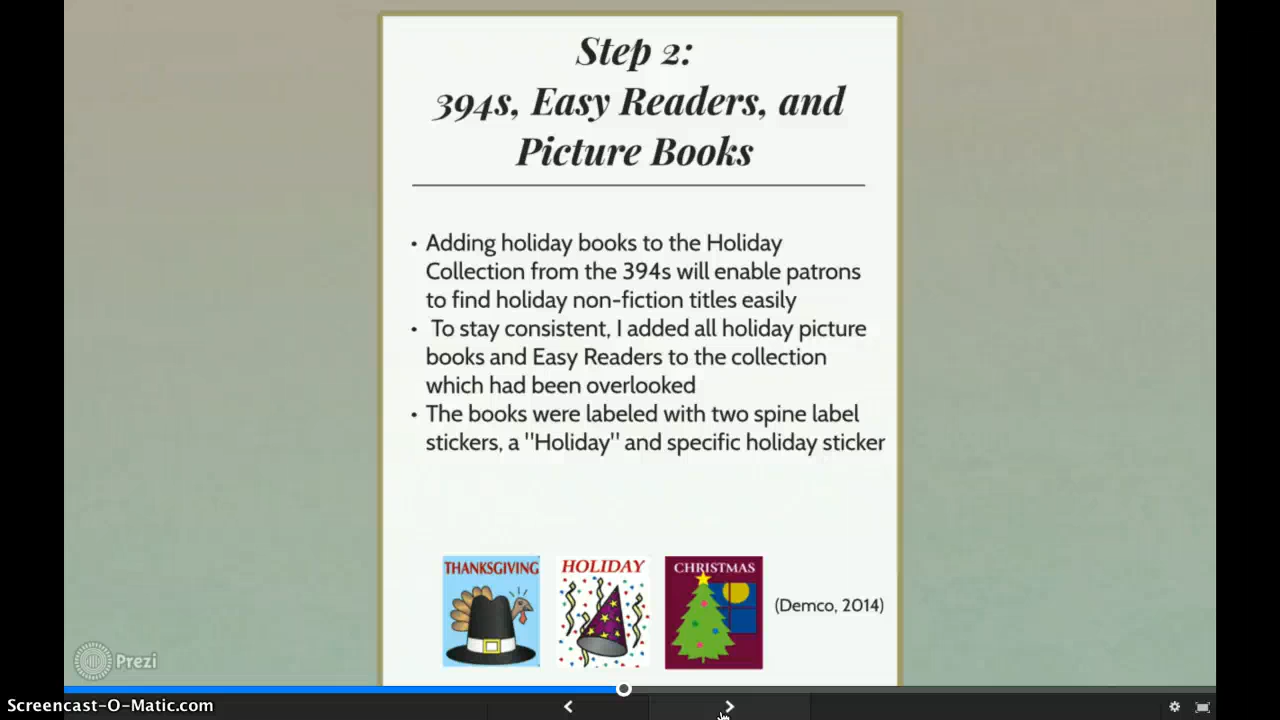 Step 2:
394s, Easy Readers, and
Picture Books
• Adding holiday books to the Holiday
Collection from the 394s will enable patrons
to find holiday non-fiction titles easily
• To stay consistent, I added all holiday picture
books and Easy Readers to the collection
which had been overlooked
• The books were labeled with two spine label
stickers, a "Holiday" and specific holiday sticker
THANKSGIVING
HOLIDAY
CHRISTMAS
(Demco, 2014)
Prezi
Screencast-O-Matic.com